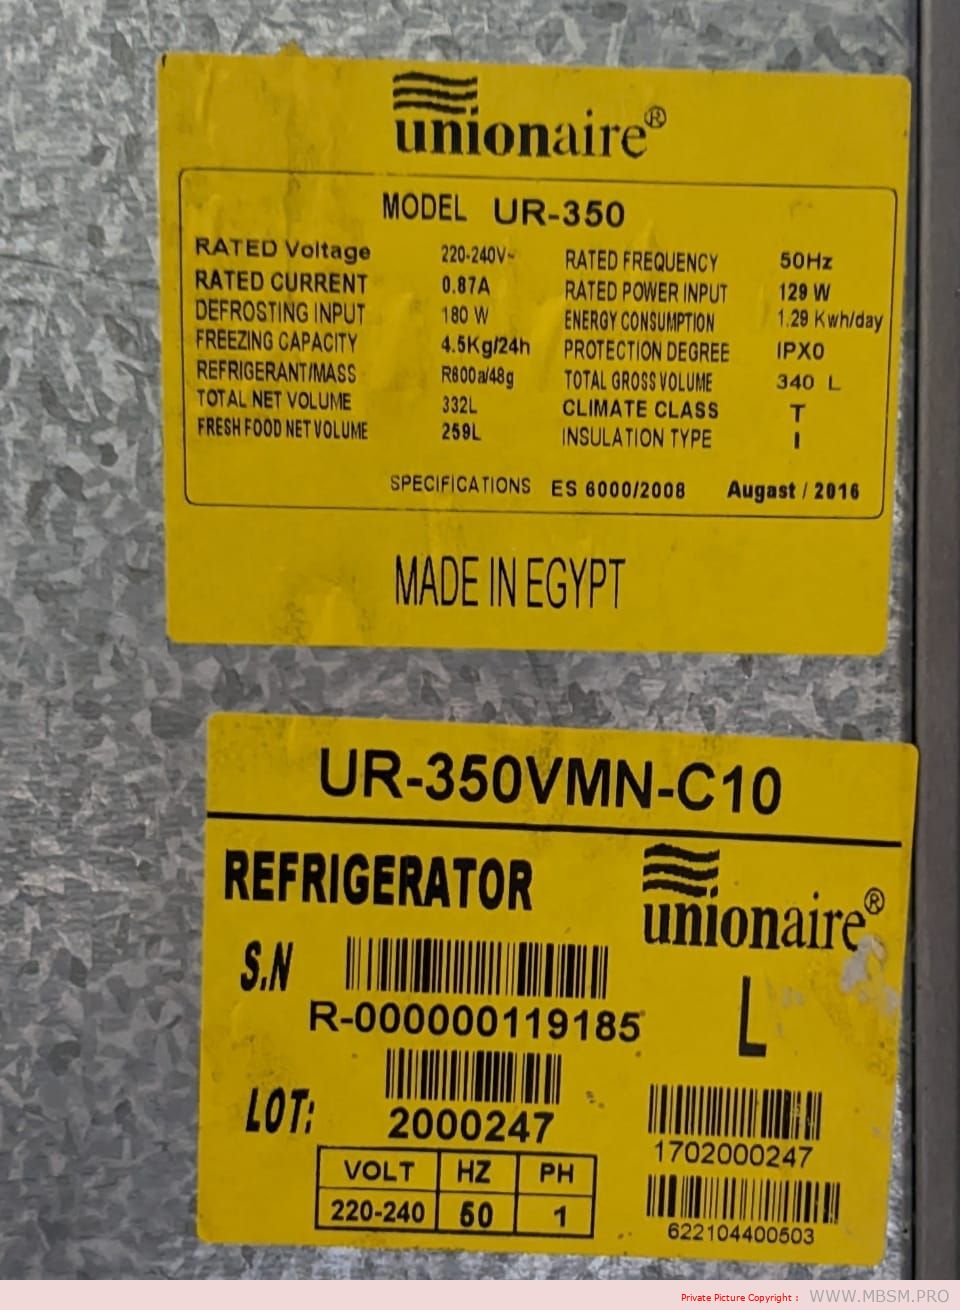 unionaire®
MODEL UR-350
RATED Voltage 220-240V~ RATED FREQUENCY 50Hz
RATED CURRENT 0.87A RATED POWER INPUT 129 W
DEFROSTING INPUT 180 W ENERGY CONSUMPTION 1.29 Kwh/day
FREEZING CAPACITY 4.5Kg/24h PROTECTION DEGREE IPX0
REFRIGERANT/MASS R600a/48g TOTAL GROSS VOLUME 340 L
TOTAL NET VOLUME 332L CLIMATE CLASS T
FRESH FOOD NET VOLUME 259L INSULATION TYPE I
SPECIFICATIONS ES 6000/2008 Augast / 2016
MADE IN EGYPT
UR-350VMN-C10
REFRIGERATOR unionaire®
S.N
R-000000119185
L
LOT: 2000247
1702000247
VOLT HZ PH
220-240 50 1
622104400503
Private Picture Copyright : WWW.MBSM.PRO